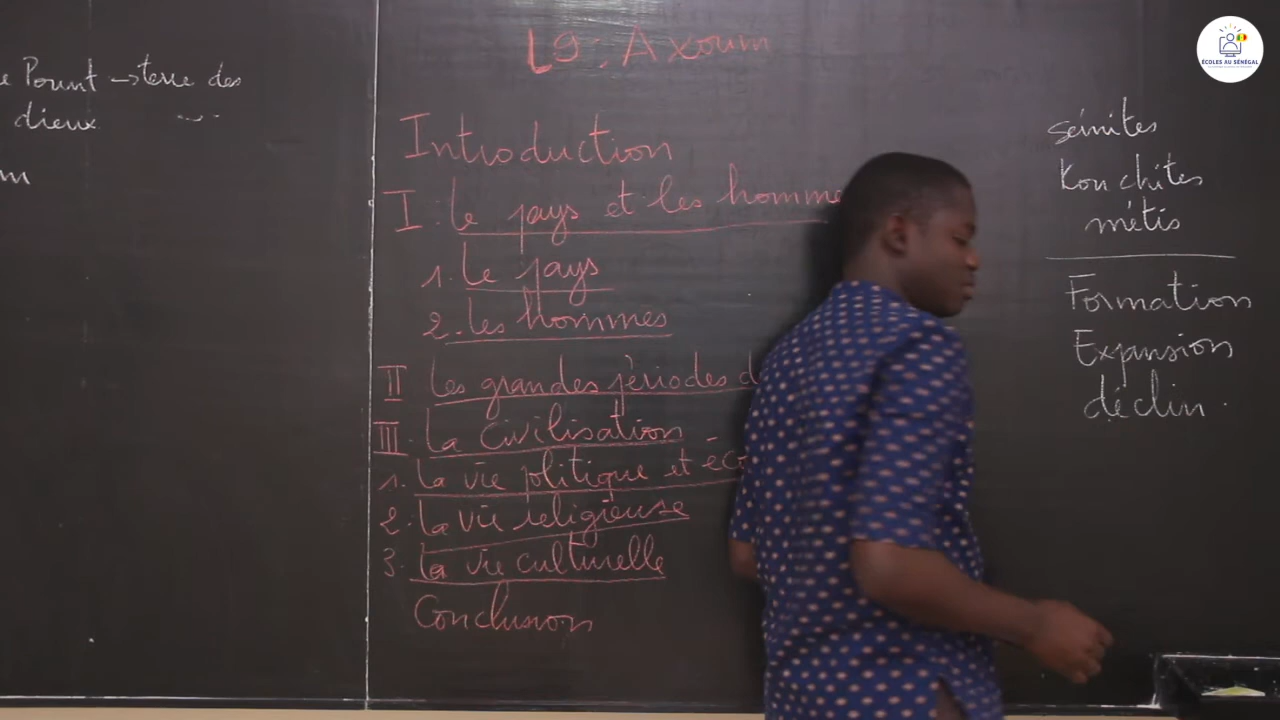 e Pount → terre des
dieux
L9 : Axoum
Introduction
I : Le pays et les homme
1. Le pays
2. les hommes
II Les grandes périodes d
III. La civilisation
1. La vie politique et éco
2. La vie religieuse
3. la vie culturelle
Conclusion
sémites
Kouchites
métis
Formation
Expansion
déclin.
ÉCOLES AU SÉNÉGAL